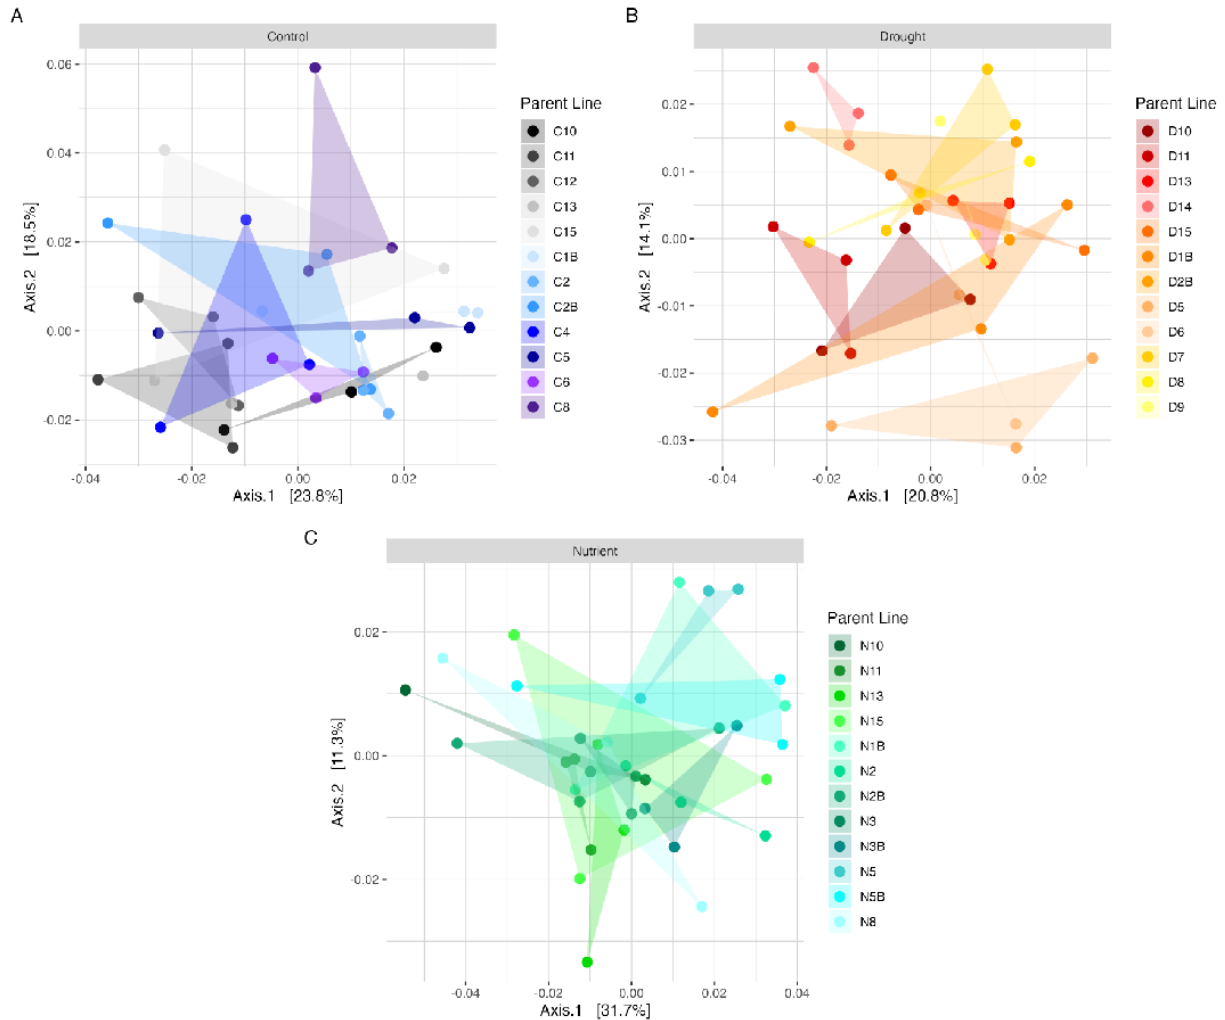 A
Control
0.06
0.04
0.02
0.00
-0.02
Axis.2 [18.5%]
-0.04 -0.02 0.00 0.02
Axis.1 [23.8%]
Parent Line
C10
C11
C12
C13
C15
C1B
C2
C2B
C4
C5
C6
C8
B
Drought
0.02
0.01
0.00
-0.01
-0.02
-0.03
Axis.2 [14.1%]
-0.04 -0.02 0.00 0.02
Axis.1 [20.8%]
Parent Line
D10
D11
D13
D14
D15
D1B
D2B
D5
D6
D7
D8
D9
C
Nutrient
0.02
0.00
-0.02
Axis.2 [11.3%]
-0.04 -0.02 0.00 0.02 0.04
Axis.1 [31.7%]
Parent Line
N10
N11
N13
N15
N1B
N2
N2B
N3
N3B
N5
N5B
N8